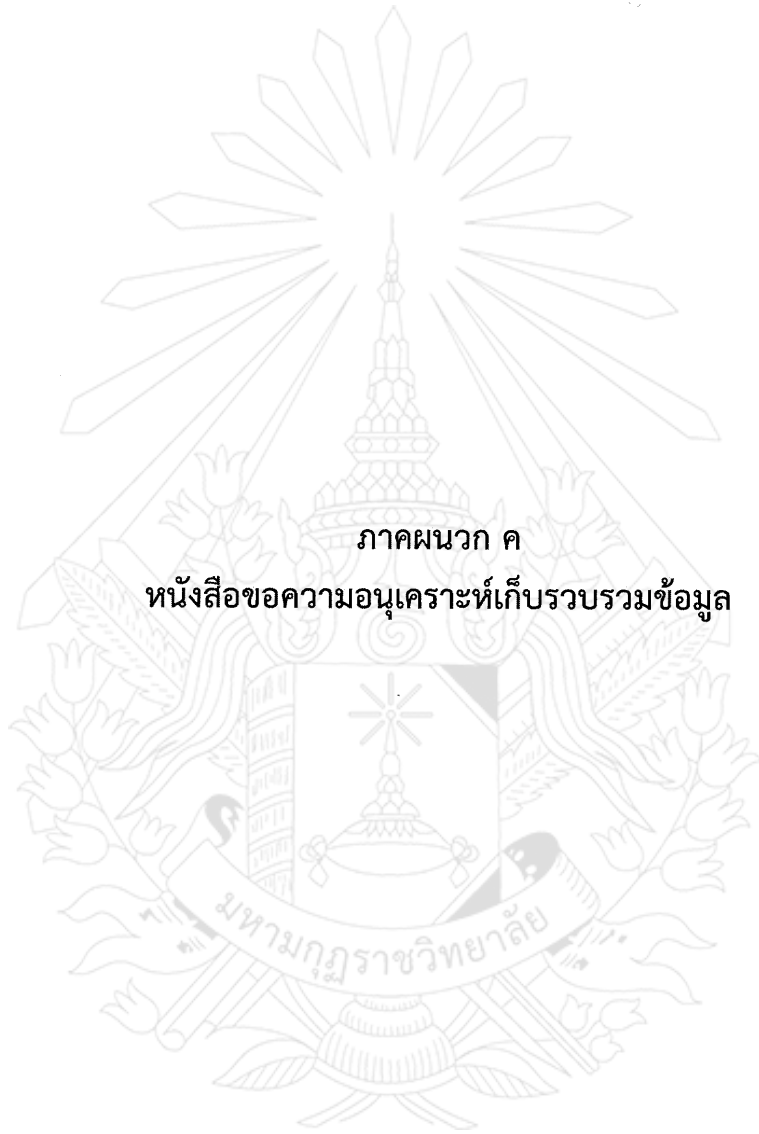 ภาคผนวก ค
หนังสือขอความอนุเคราะห์เก็บรวบรวมข้อมูล
มหามกุฏราชวิทยาลัย